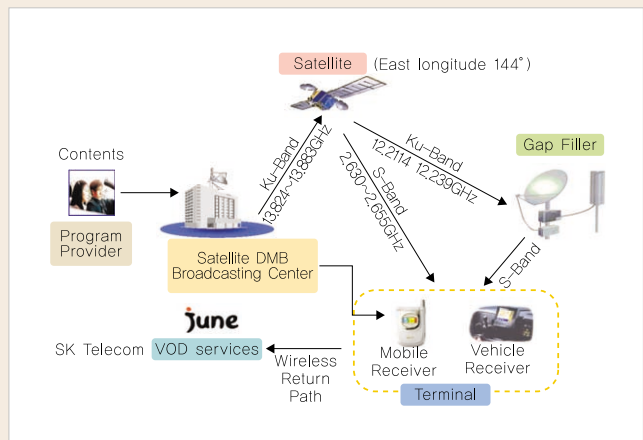 Satellite (East longitude 144°)
Contents
Program
Provider
Ku-Band
13.824~13.883GHz
S-Band
2.630~2.655GHz
Ku-Band
12.2114 12.239GHz
Gap Filler
S-Band
Satellite DMB
Broadcasting Center
june
SK Telecom VOD services
Wireless
Return
Path
Mobile
Receiver
Vehicle
Receiver
Terminal